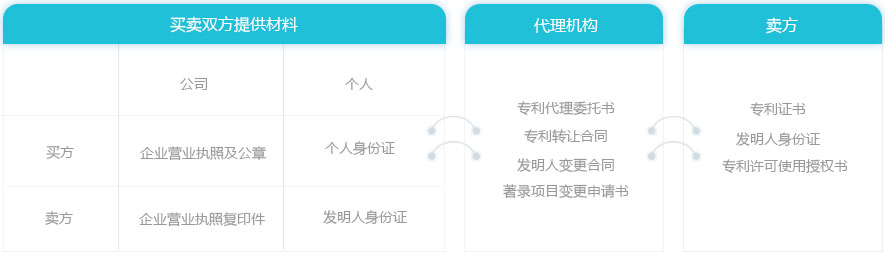 买卖双方提供材料
公司 个人
买方 企业营业执照及公章 个人身份证
卖方 企业营业执照复印件 发明人身份证
代理机构
专利代理委托书
专利转让合同
发明人变更合同
著录项目变更申请书
卖方
专利证书
发明人身份证
专利许可使用授权书